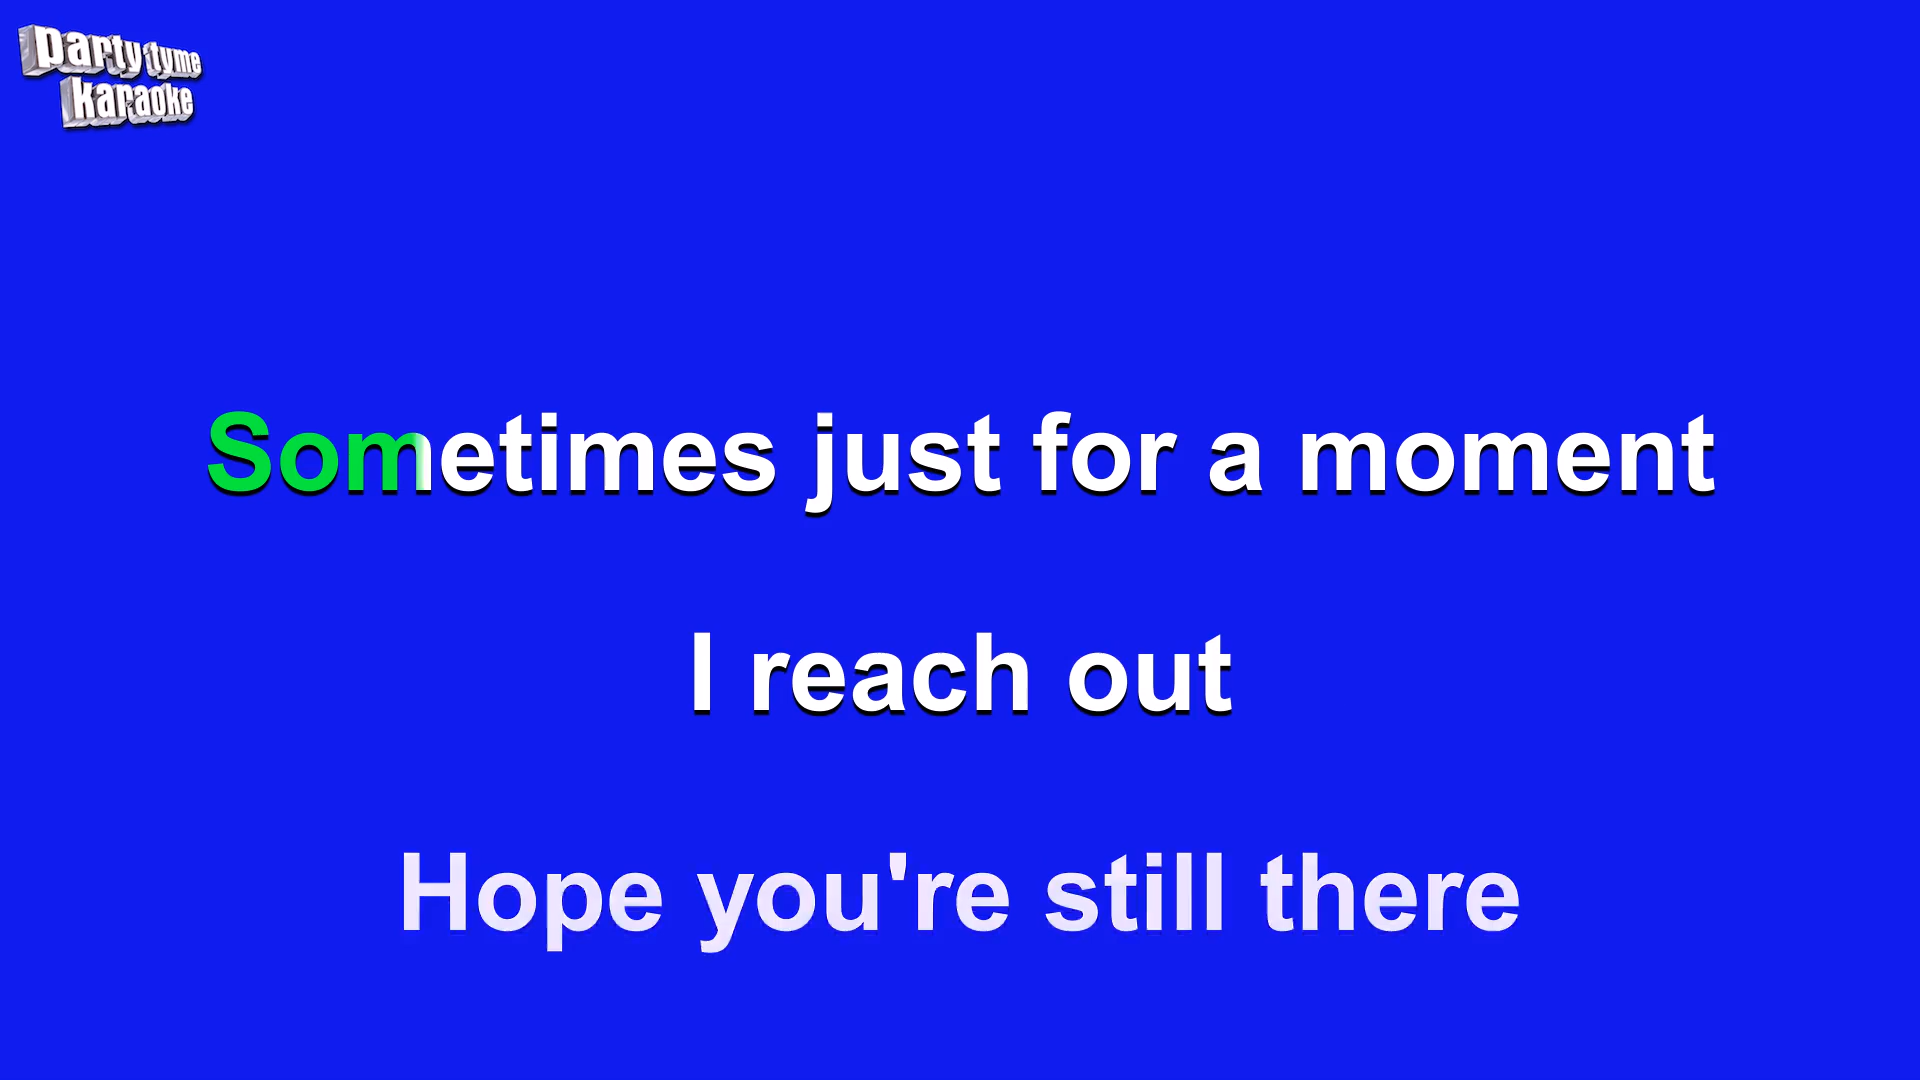 party tyme
karaoke
Sometimes just for a moment
I reach out
Hope you're still there